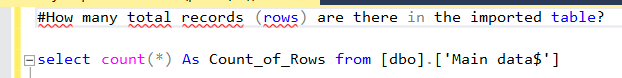 #How many total records (rows) are there in the imported table?
select count(*) As Count_of_Rows from [dbo].['Main data$']